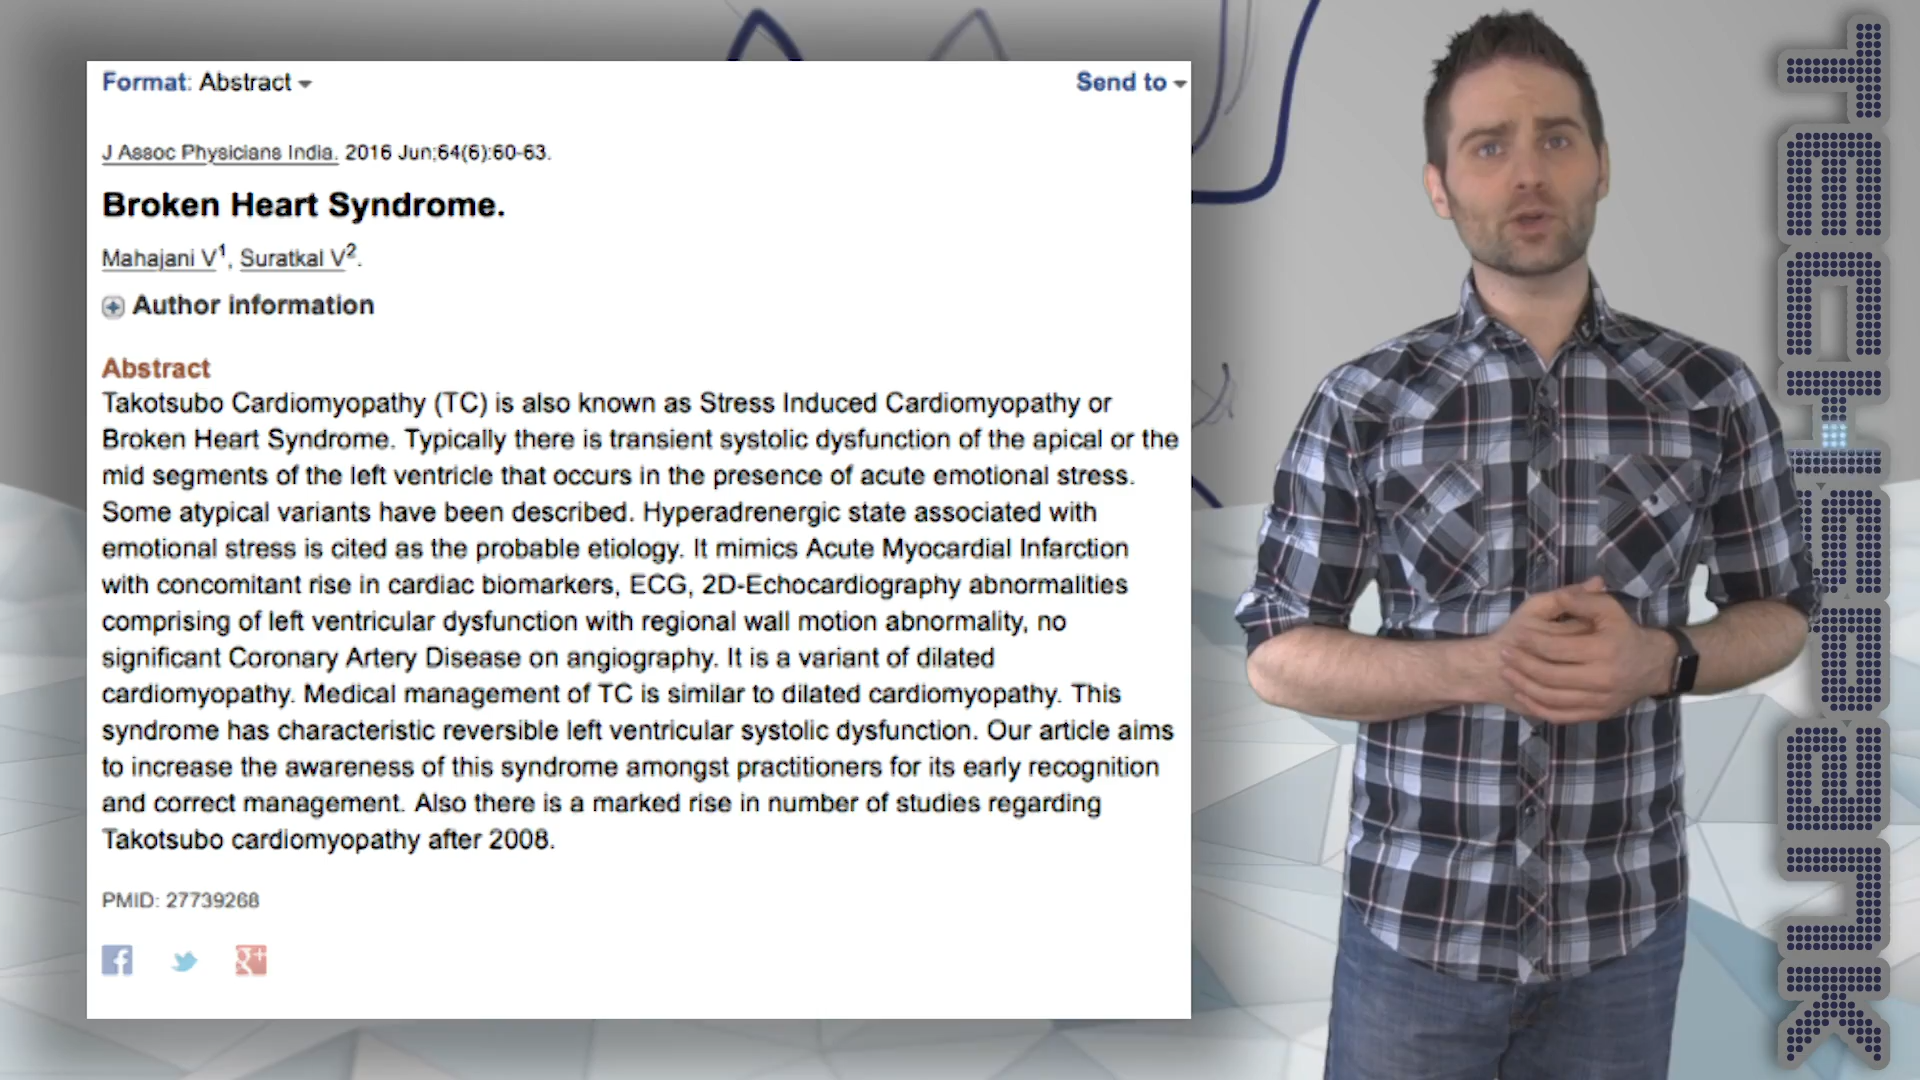 Format: Abstract
Send to
J Assoc Physicians India. 2016 Jun;64(6):60-63.
Broken Heart Syndrome.
Mahajani V1, Suratkal V2.
Author information
Abstract
Takotsubo Cardiomyopathy (TC) is also known as Stress Induced Cardiomyopathy or
Broken Heart Syndrome. Typically there is transient systolic dysfunction of the apical or the
mid segments of the left ventricle that occurs in the presence of acute emotional stress.
Some atypical variants have been described. Hyperadrenergic state associated with
emotional stress is cited as the probable etiology. It mimics Acute Myocardial Infarction
with concomitant rise in cardiac biomarkers, ECG, 2D-Echocardiography abnormalities
comprising of left ventricular dysfunction with regional wall motion abnormality, no
significant Coronary Artery Disease on angiography. It is a variant of dilated
cardiomyopathy. Medical management of TC is similar to dilated cardiomyopathy. This
syndrome has characteristic reversible left ventricular systolic dysfunction. Our article aims
to increase the awareness of this syndrome amongst practitioners for its early recognition
and correct management. Also there is a marked rise in number of studies regarding
Takotsubo cardiomyopathy after 2008.
PMID: 27739268
f
g+